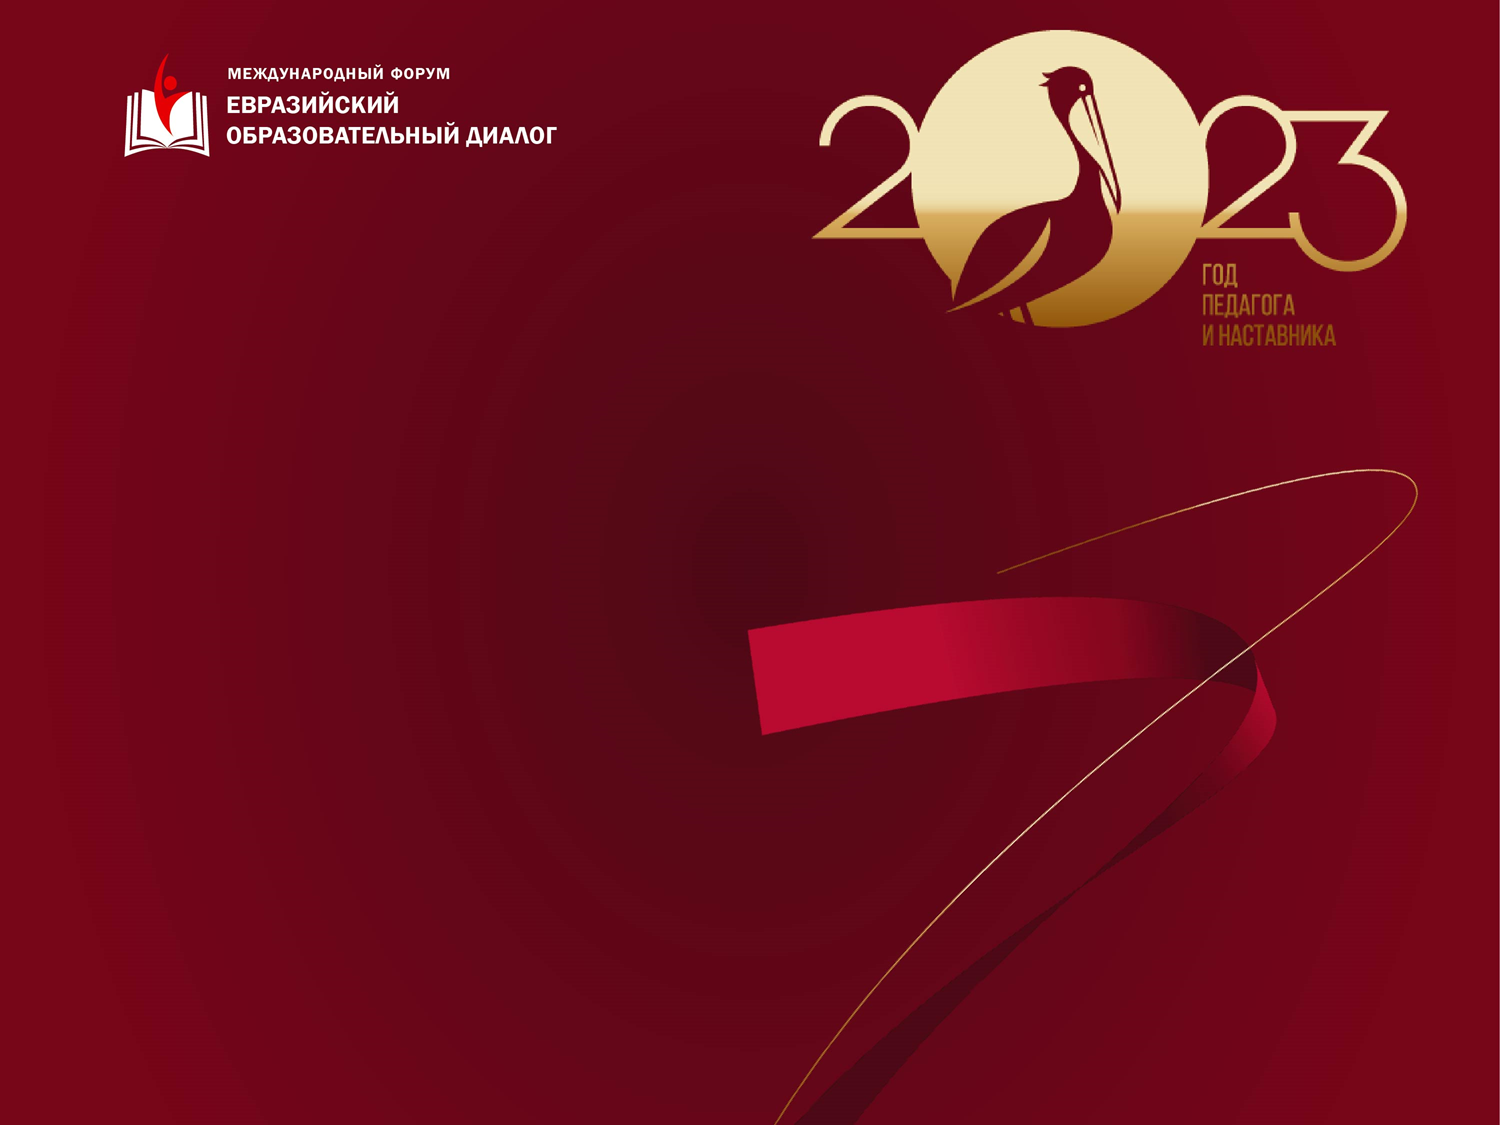 МЕЖДУНАРОДНЫЙ ФОРУМ
ЕВРАЗИЙСКИЙ
ОБРАЗОВАТЕЛЬНЫЙ ДИАЛОГ
2023
ГОД
ПЕДАГОГА
И НАСТАВНИКА